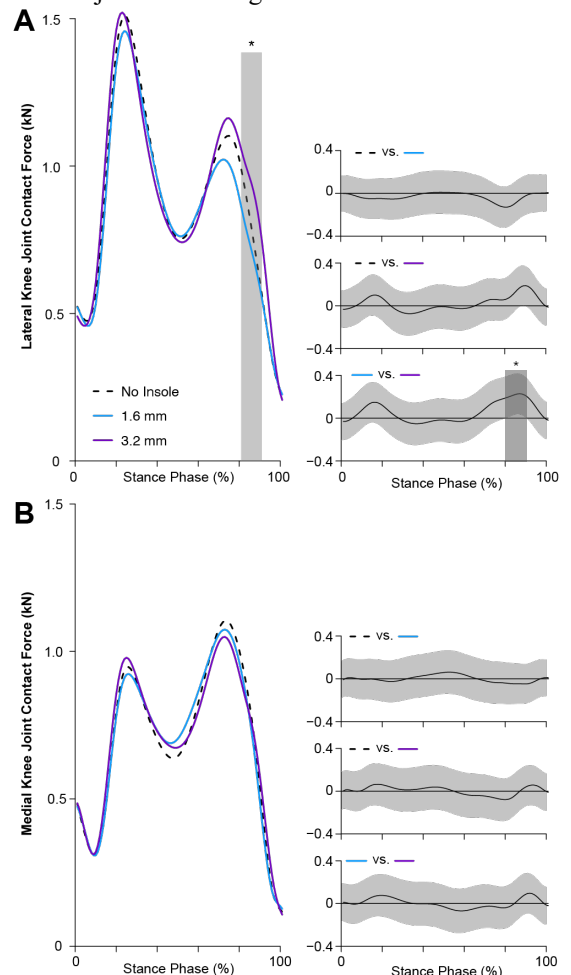 A
1.5
1.0
0.5
0
Lateral Knee Joint Contact Force (kN)
*
No Insole
1.6 mm
3.2 mm
0
100
Stance Phase (%)
0.4
vs.
0
−0.4
0.4
vs.
0
−0.4
0.4
vs.
*
0
−0.4
0
100
Stance Phase (%)
B
1.5
1.0
0.5
0
Medial Knee Joint Contact Force (kN)
0
100
Stance Phase (%)
0.4
vs.
0
−0.4
0.4
vs.
0
−0.4
0.4
vs.
0
−0.4
0
100
Stance Phase (%)